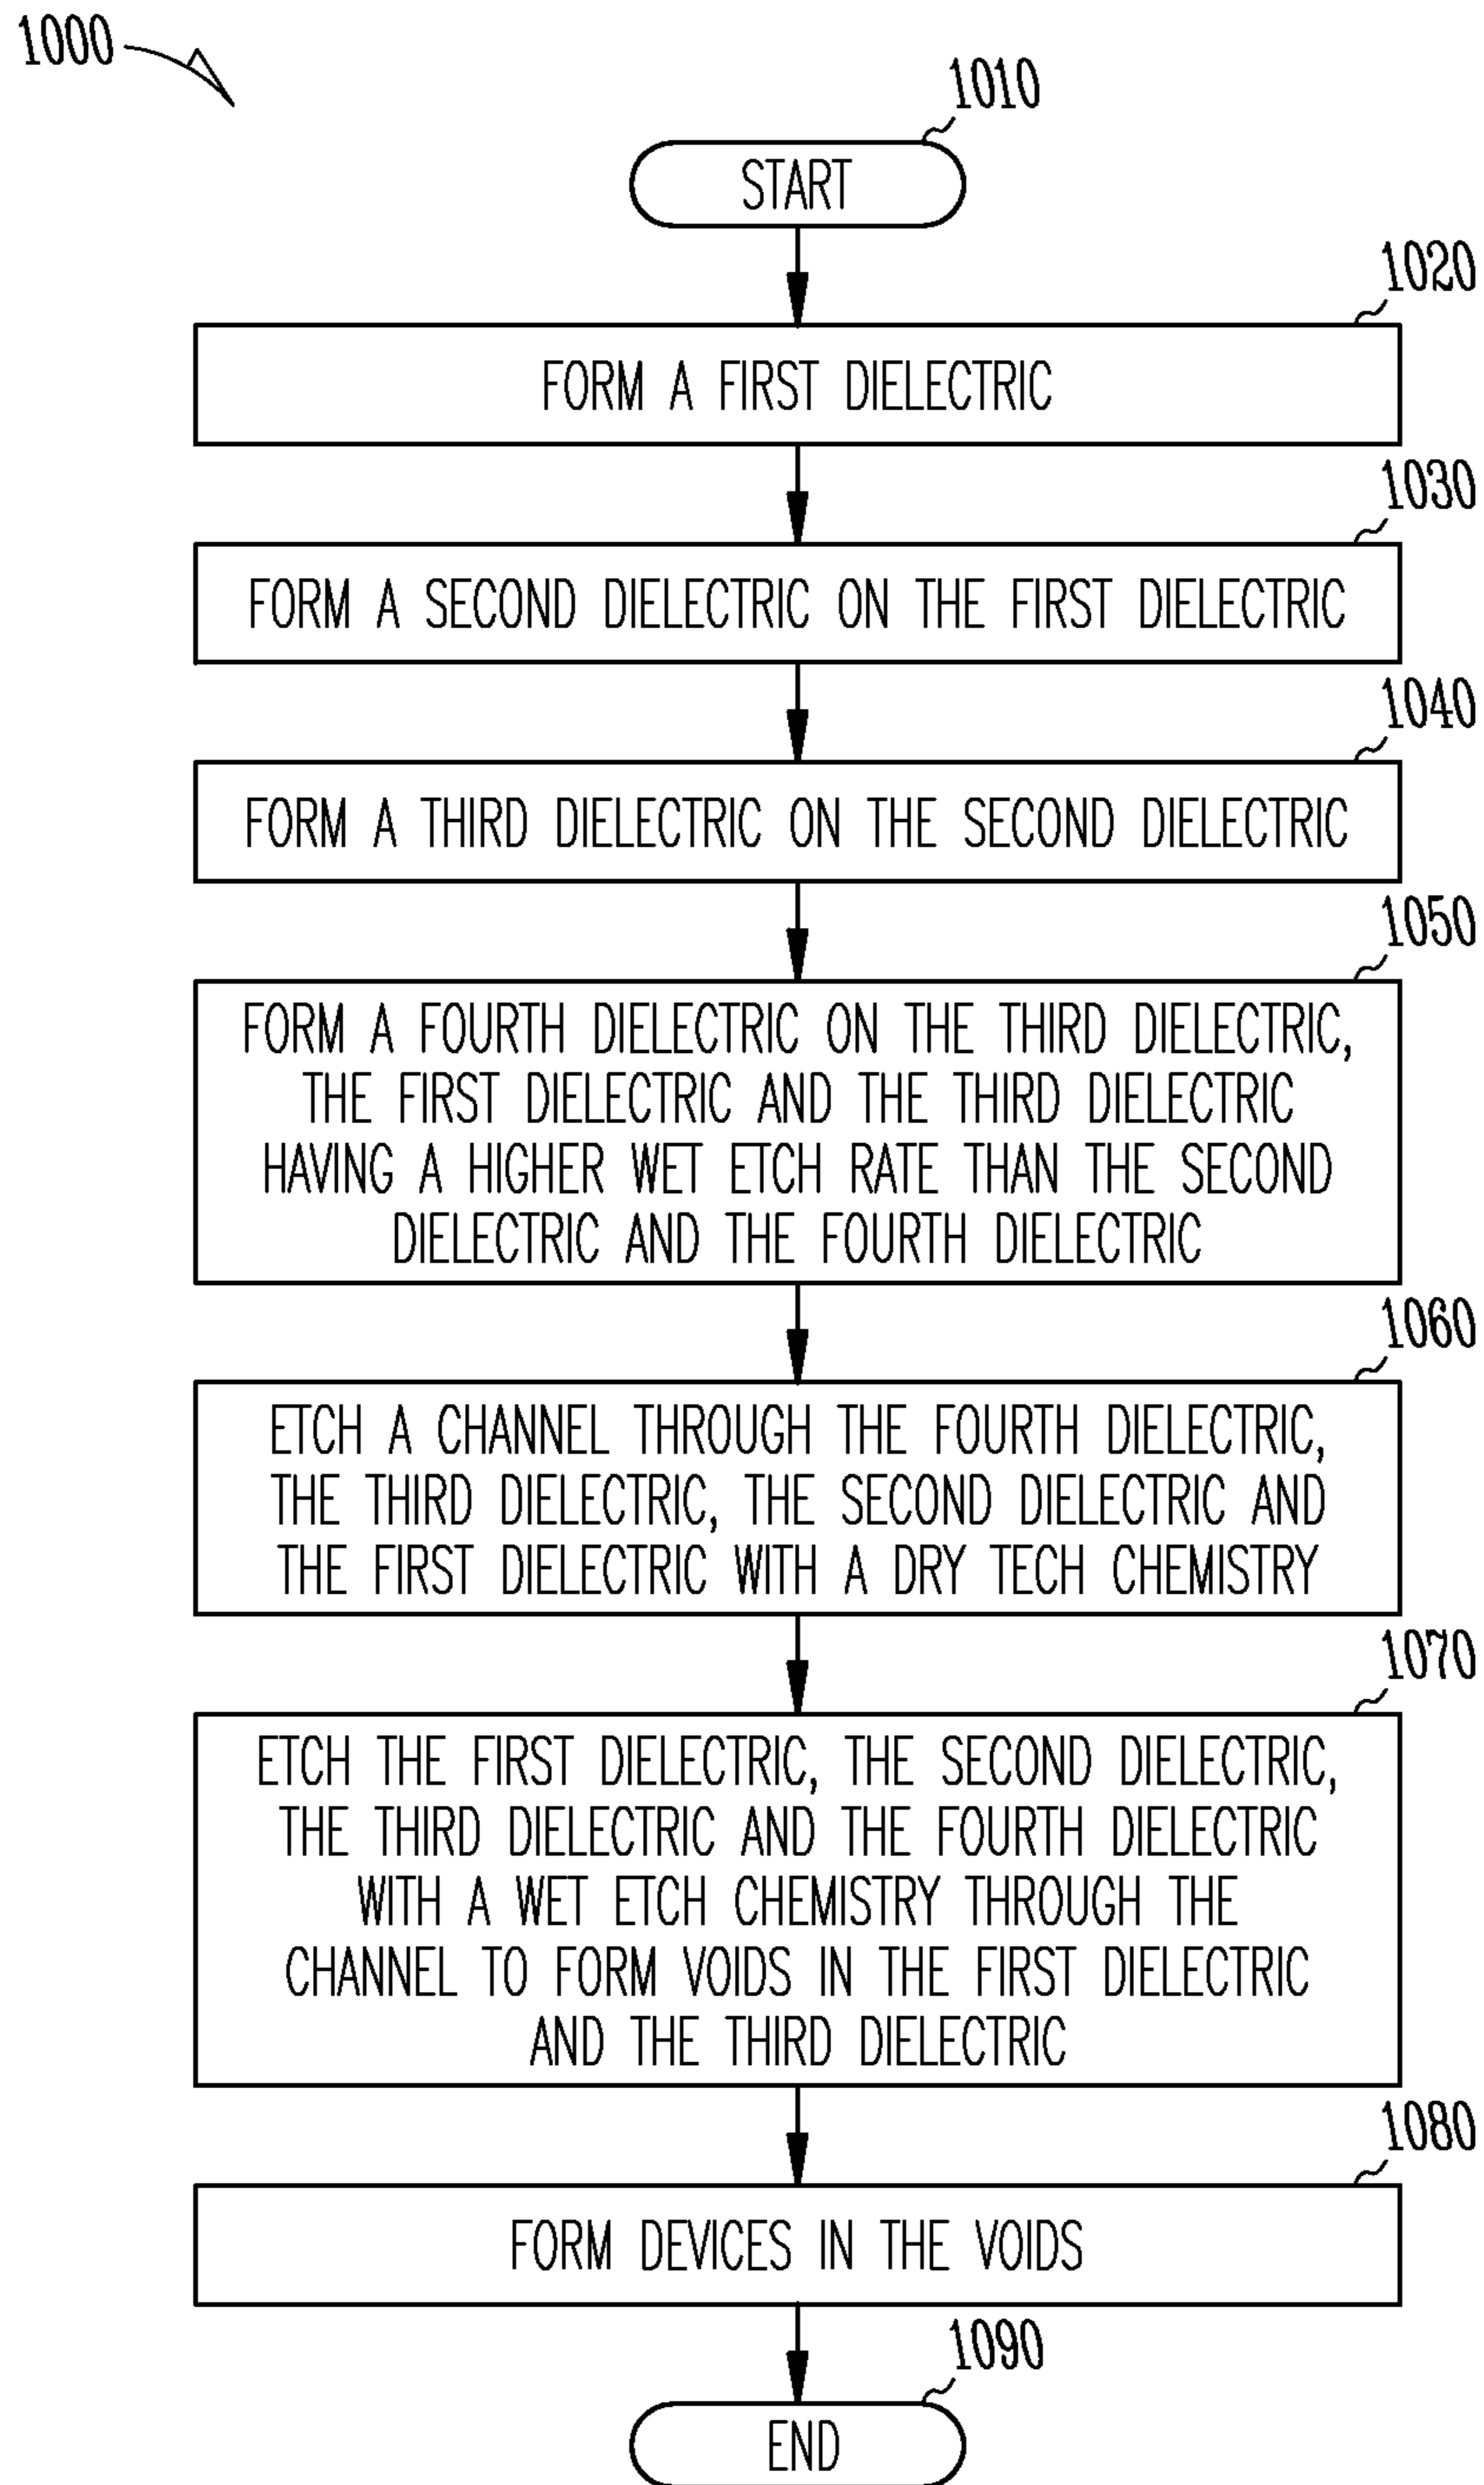 1000
1010
START
1020
FORM A FIRST DIELECTRIC
1030
FORM A SECOND DIELECTRIC ON THE FIRST DIELECTRIC
1040
FORM A THIRD DIELECTRIC ON THE SECOND DIELECTRIC
1050
FORM A FOURTH DIELECTRIC ON THE THIRD DIELECTRIC,
THE FIRST DIELECTRIC AND THE THIRD DIELECTRIC
HAVING A HIGHER WET ETCH RATE THAN THE SECOND
DIELECTRIC AND THE FOURTH DIELECTRIC
1060
ETCH A CHANNEL THROUGH THE FOURTH DIELECTRIC,
THE THIRD DIELECTRIC, THE SECOND DIELECTRIC AND
THE FIRST DIELECTRIC WITH A DRY TECH CHEMISTRY
1070
ETCH THE FIRST DIELECTRIC, THE SECOND DIELECTRIC,
THE THIRD DIELECTRIC AND THE FOURTH DIELECTRIC
WITH A WET ETCH CHEMISTRY THROUGH THE
CHANNEL TO FORM VOIDS IN THE FIRST DIELECTRIC
AND THE THIRD DIELECTRIC
1080
FORM DEVICES IN THE VOIDS
1090
END